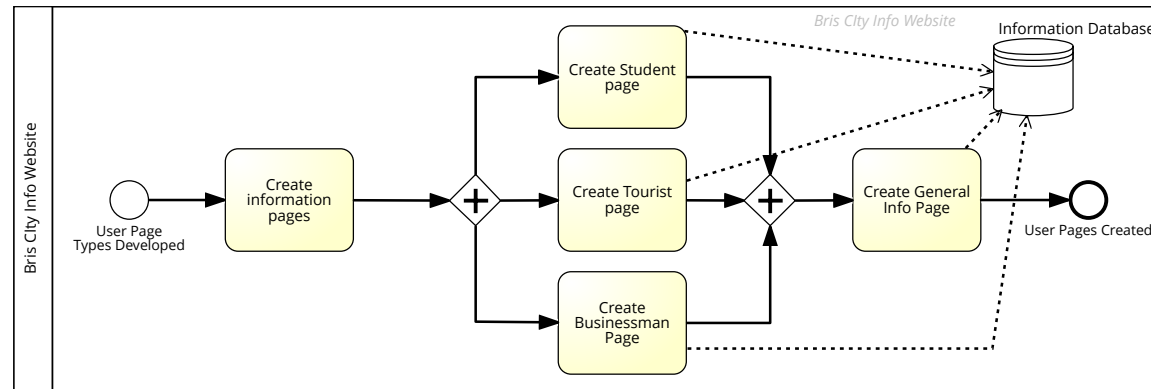 Bris CIty Info Website
Bris CIty Info Website
Information Database
Create Student
page
Create
information
pages
Create Tourist
page
Create General
Info Page
User Page
Types Developed
User Pages Created
Create
Businessman
Page